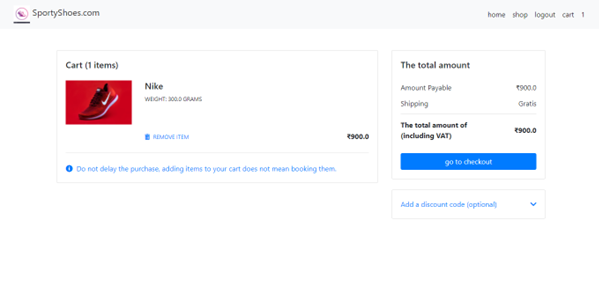 SportyShoes.com
home shop logout cart 1
Cart (1 items)
Nike
WEIGHT: 300.0 GRAMS
REMOVE ITEM ₹900.0
Do not delay the purchase, adding items to your cart does not mean booking them.
The total amount
Amount Payable ₹900.0
Shipping Gratis
The total amount of
(including VAT) ₹900.0
go to checkout
Add a discount code (optional)